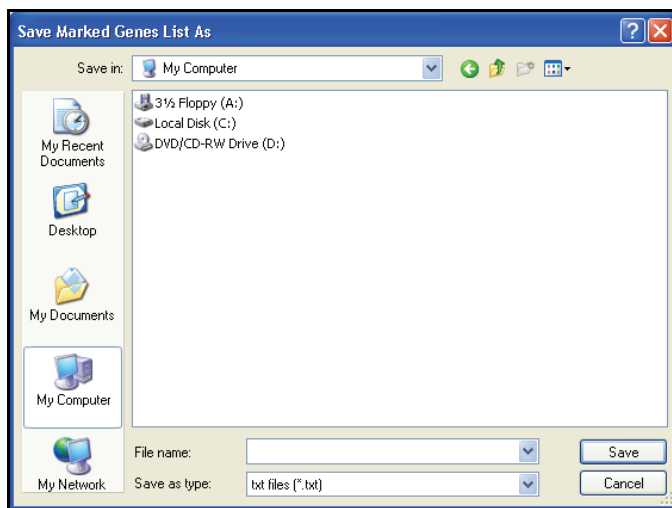 Save Marked Genes List As
Save in:
My Computer
My Recent
Documents
Desktop
My Documents
My Computer
My Network
3½ Floppy (A:)
Local Disk (C:)
DVD/CD-RW Drive (D:)
File name:
Save
Save as type:
txt files (*.txt)
Cancel